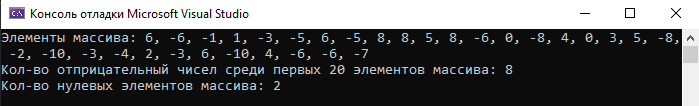 Консоль отладки Microsoft Visual Studio
Элементы массива: 6, -6, -1, 1, -3, -5, 6, -5, 8, 8, 5, 8, -6, 0, -8, 4, 0, 3, 5, -8,
-2, -10, -3, -4, 2, -3, 6, -10, 4, -6, -6, -7
Кол-во отприцательный чисел среди первых 20 элементов массива: 8
Кол-во нулевых элементов массива: 2